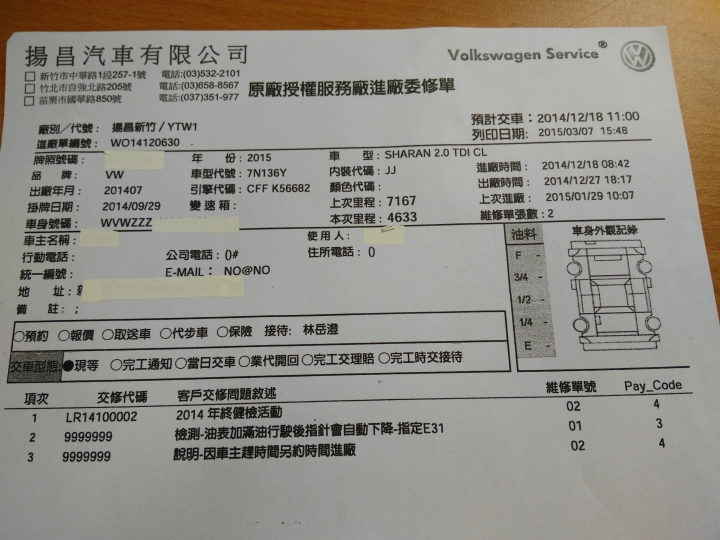 揚昌汽車有限公司
Volkswagen Service®
□ 新竹市中華路1段257-1號 電話:(03)532-2101
□ 竹北市自強北路205號 電話:(03)658-8567
□ 苗栗市國華路850號 電話:(037)351-977
原廠授權服務廠進廠委修單
廠別/代號: 揚昌新竹/YTW1
預計交車:2014/12/18 11:00
進廠單編號: WO14120630
列印日期: 2015/03/07 15:48
牌照號碼: 年 份:2015 車 型:SHARAN 2.0 TDI CL 進廠時間:2014/12/18 08:42
品 牌: VW 車型代號:7N136Y 內裝代號:JJ 出廠時間:2014/12/27 18:17
出廠年月: 201407 引擎代號:CFF K56682 顏色代號: 上次進廠:2015/01/29 10:07
掛牌日期: 2014/09/29 變速箱: 上次里程:7167
車身號碼: WVWZZZ 本次里程:4633 維修單張數:2
車主名稱: 使用人:
行動電話: 公司電話:()# 住所電話:()
統一編號: E-MAIL: NO@NO
地 址:
備 註: ;
油料 車身外觀記錄
F -
3/4 -
1/2 -
1/4 -
E -
○預約 ○報價 ○取送車 ○代步車 ○保險 接待: 林岳澄
交車型態:●現等 ○完工通知 ○當日交車 ○業代開回 ○完工交理賠 ○完工時交接待
項次 交修代碼 客戶交修問題敘述 維修單號 Pay_Code
1 LR14100002 2014 年終健檢活動 02 4
2 9999999 檢測-油表加滿油行駛後指針會自動下降-指定E31 01 3
3 9999999 說明-因車主趕時間另約時間進廠 02 4